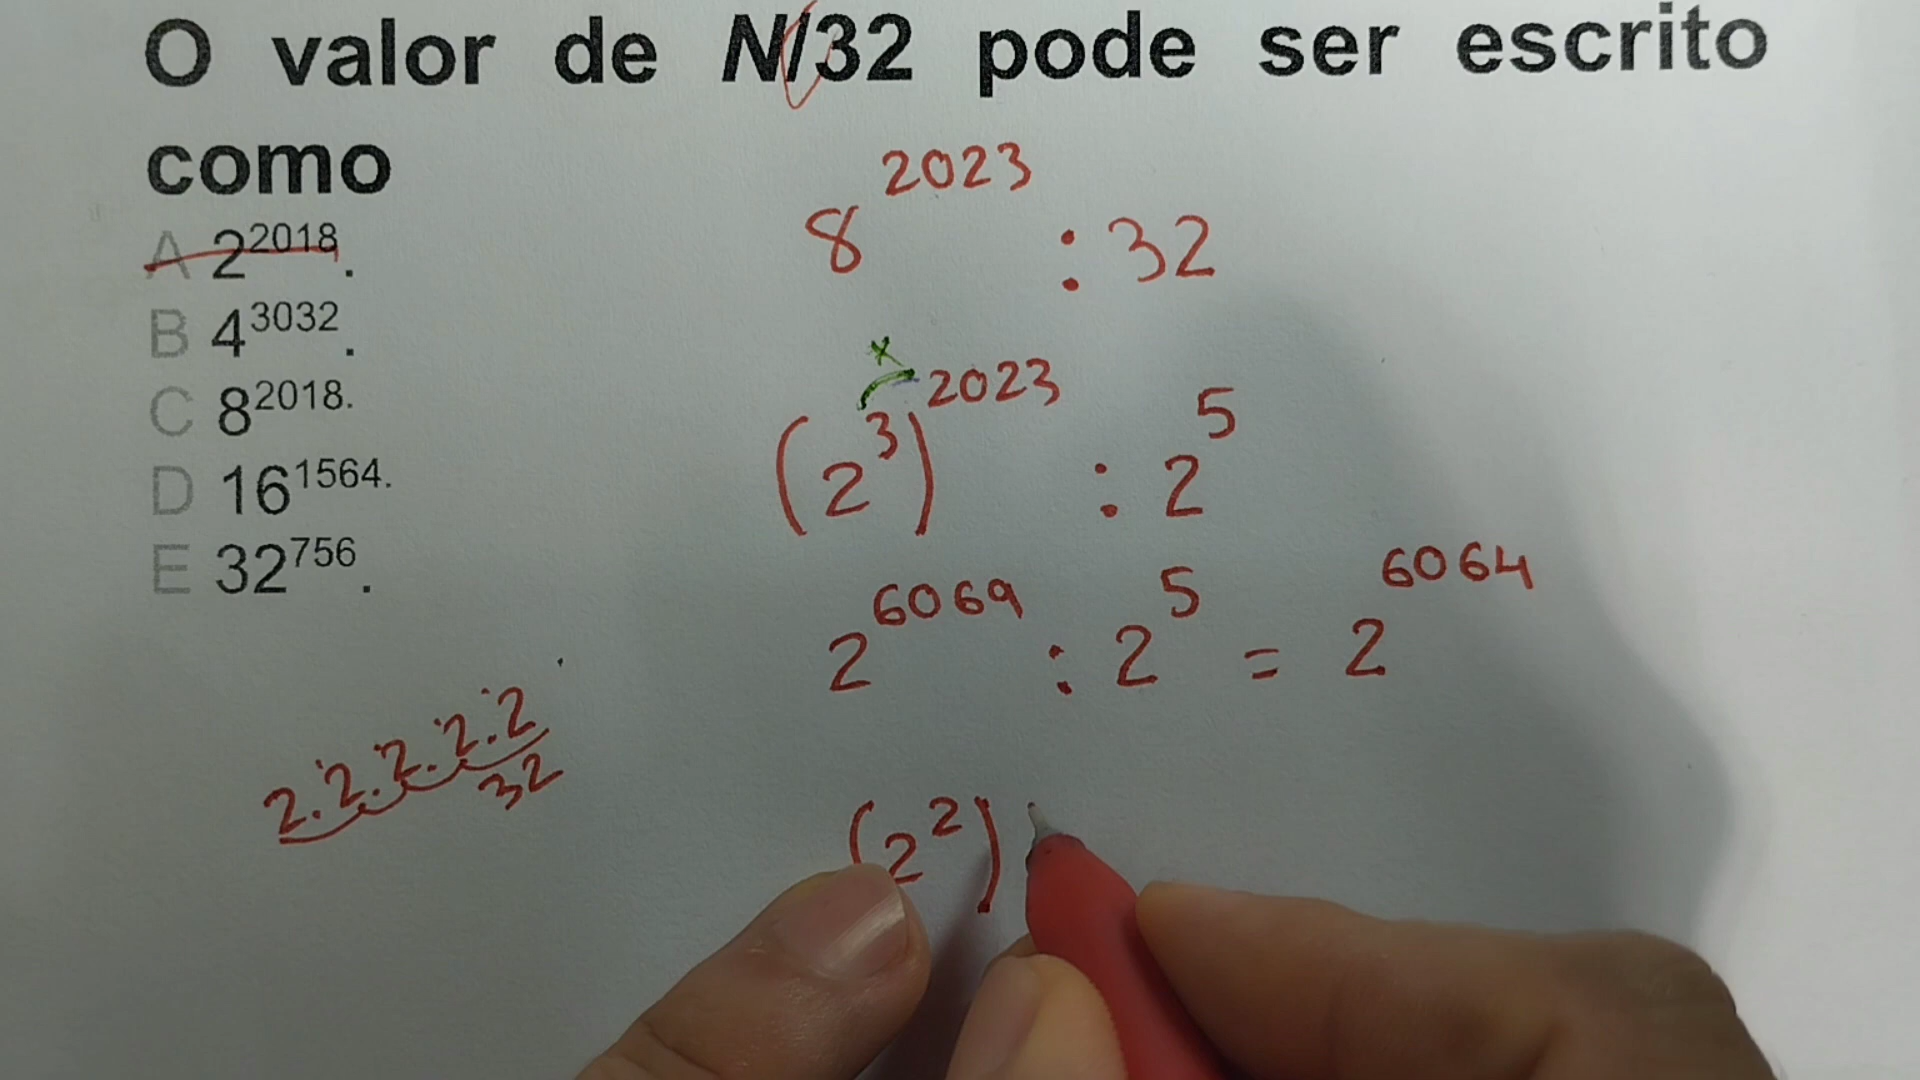 O valor de N/32 pode ser escrito
como
A 2^2018.
B 4^3032.
C 8^2018.
D 16^1564.
E 32^756.
8^2023 : 32
×
(2^3)^2023 : 2^5
2^6069 : 2^5 = 2^6064
2.2.2.2.2
32
(2^2)